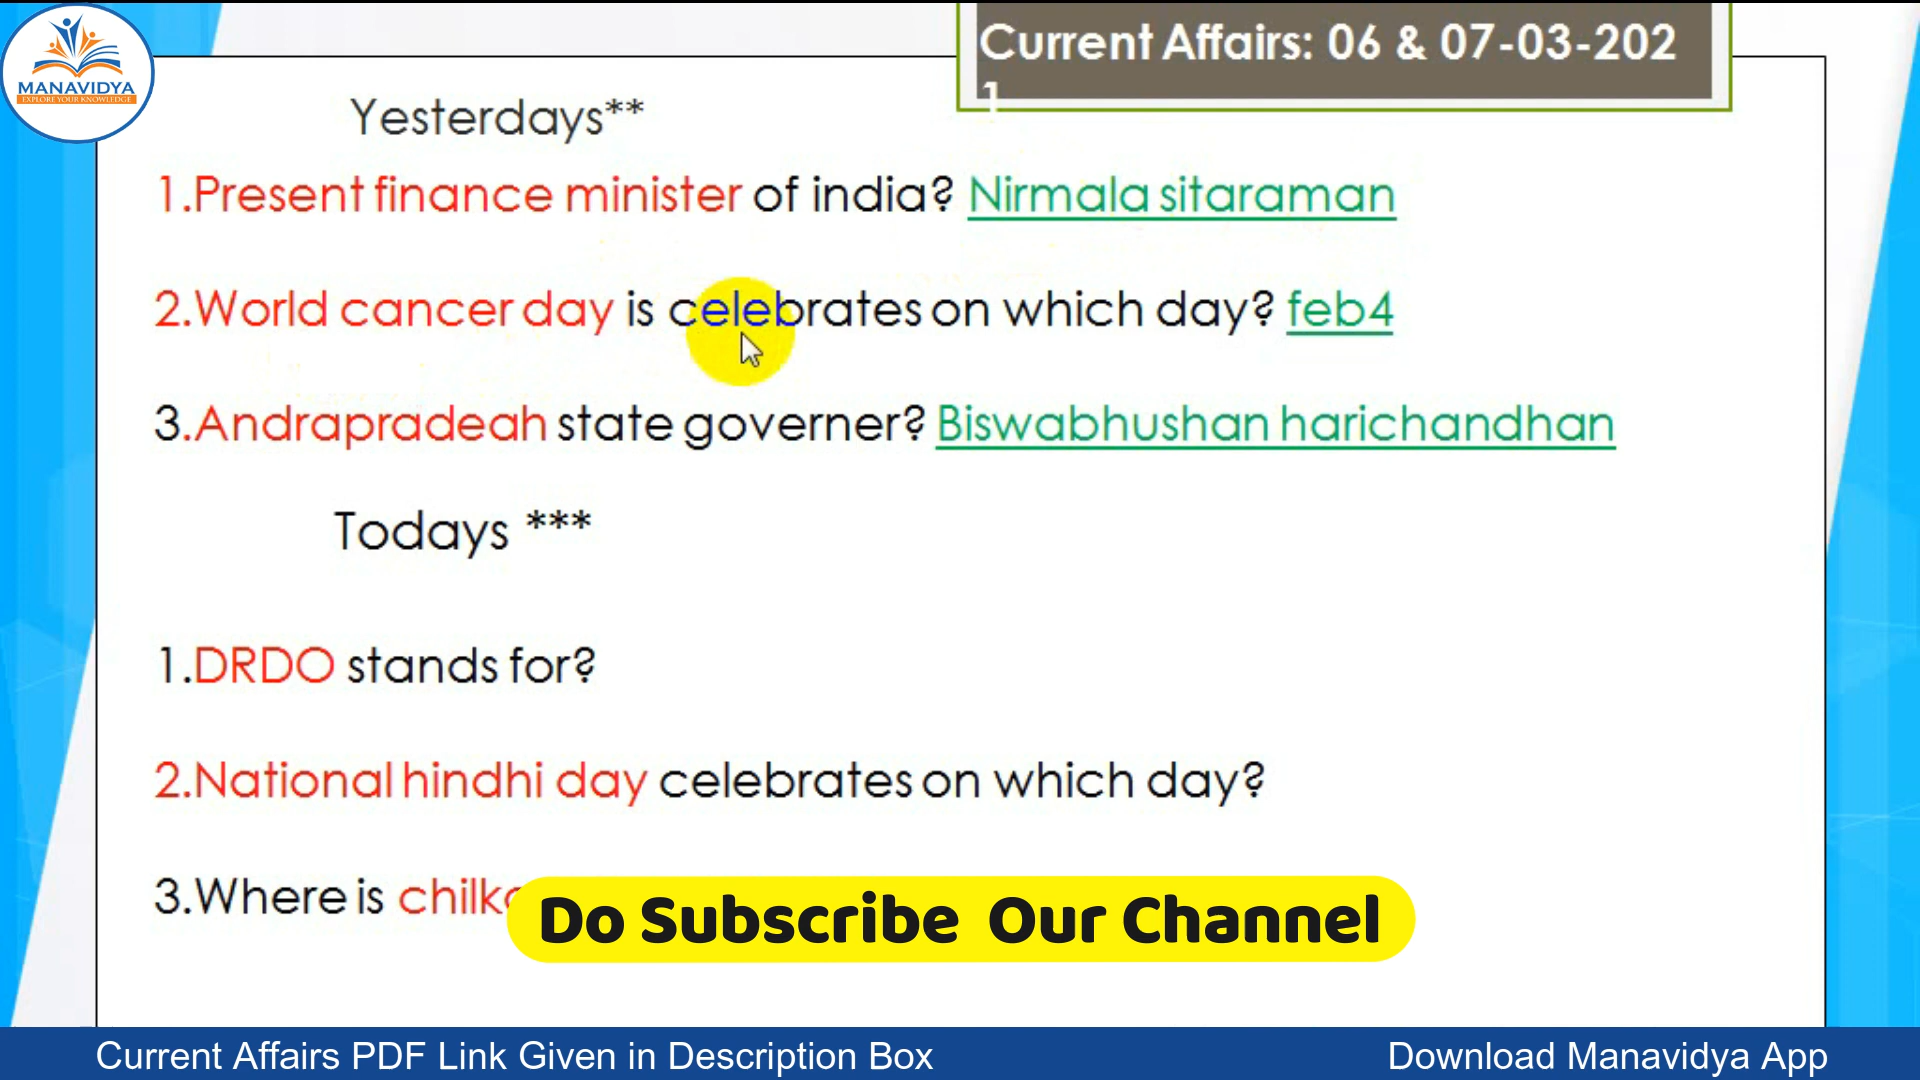 MANAVIDYA
EXPLORE YOUR KNOWLEDGE
Current Affairs: 06 & 07-03-202
1
Yesterdays**
1.Present finance minister of india? Nirmala sitaraman
2.World cancer day is celebrates on which day? feb4
3.Andrapradeah state governer? Biswabhushan harichandhan
Todays ***
1.DRDO stands for?
2.National hindhi day celebrates on which day?
3.Where is
Do Subscribe Our Channel
Current Affairs PDF Link Given in Description Box
Download Manavidya App